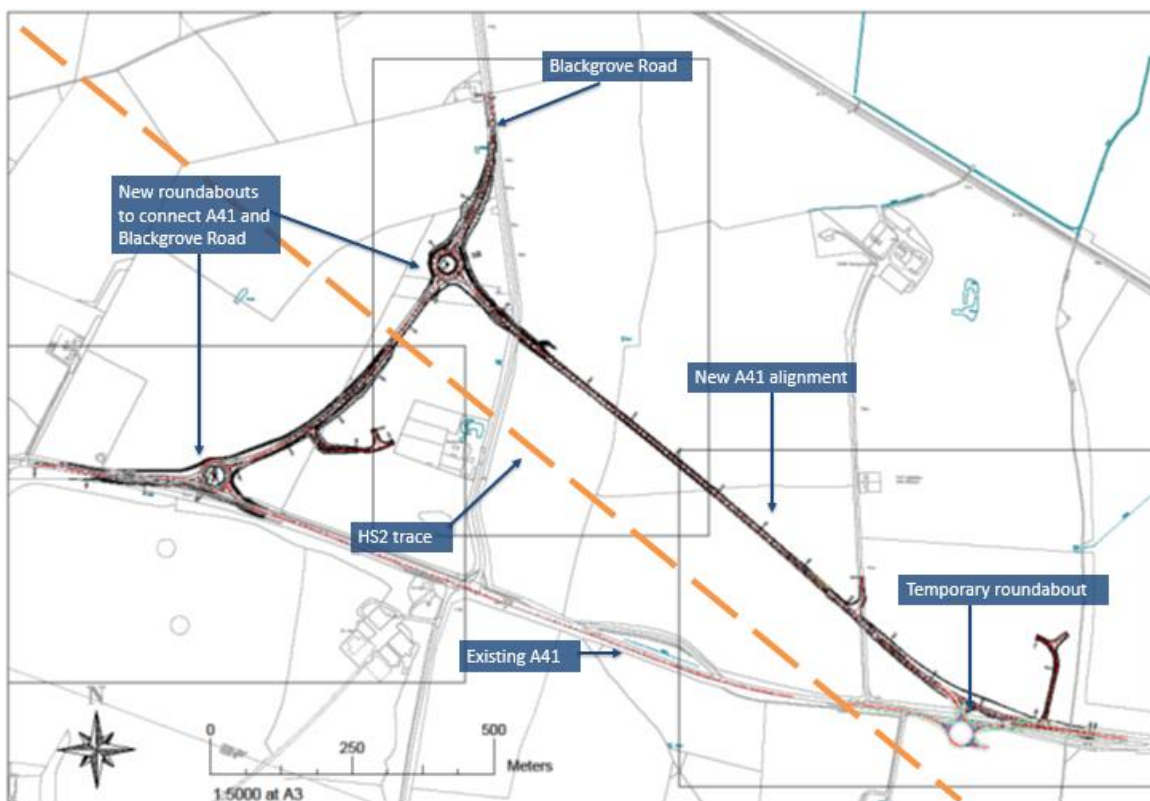 Blackgrove Road
New roundabouts
to connect A41 and
Blackgrove Road
New A41 alignment
HS2 trace
Temporary roundabout
Existing A41
N
0
500
250
Meters
1:5000 at A3